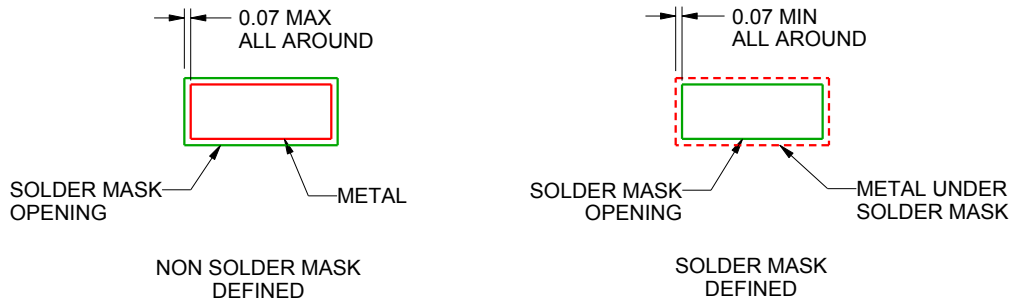 0.07 MAX
ALL AROUND
SOLDER MASK
OPENING
METAL
NON SOLDER MASK
DEFINED
0.07 MIN
ALL AROUND
SOLDER MASK
OPENING
METAL UNDER
SOLDER MASK
SOLDER MASK
DEFINED